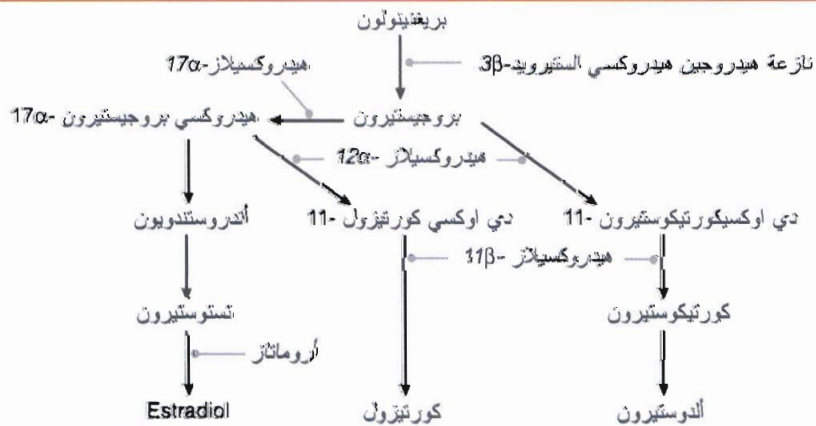 بريغنينولون
نازعة هيدروجين هيدروكسي الستيرويد-3β
هيدروكسيلاز-17α
بروجيستيرون
هيدروكسي بروجيستيرون -17α
هيدروكسيلاز -12α
دي اوكسيكورتيكوستيرون -11
دي اوكسي كورتيزول -11
أندروستندويون
هيدروكسيلاز -11β
كورتيكوستيرون
تستوستيرون
أروماتاز
ألدوستيرون
كورتيزول
Estradiol